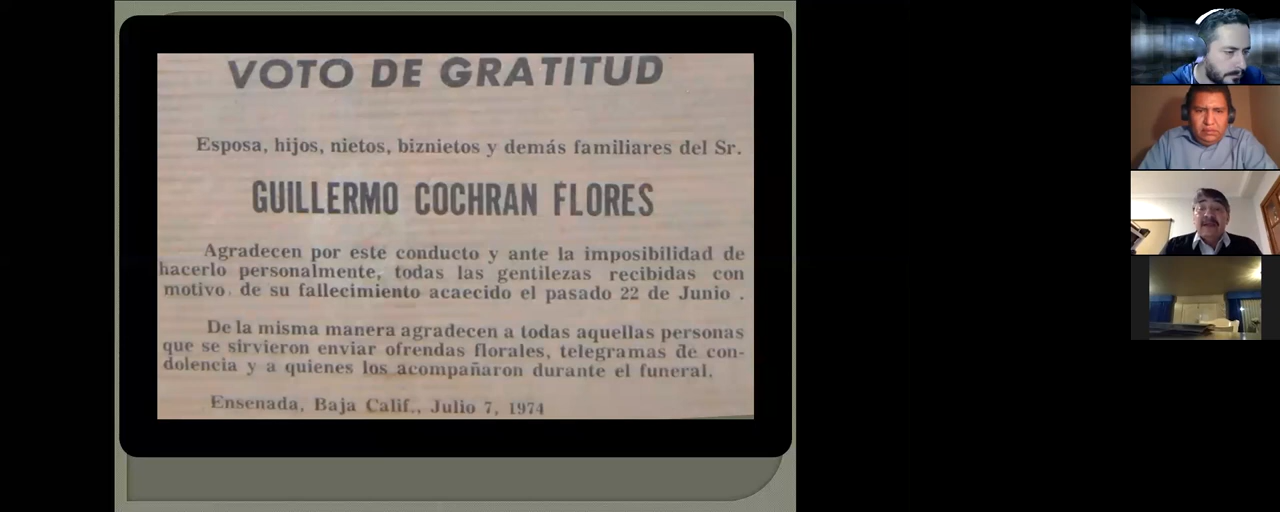 VOTO DE GRATITUD
Esposa, hijos, nietos, biznietos y demás familiares del Sr.
GUILLERMO COCHRAN FLORES
Agradecen por este conducto y ante la imposibilidad de
hacerlo personalmente, todas las gentilezas recibidas con
motivo de su fallecimiento acaecido el pasado 22 de Junio .
De la misma manera agradecen a todas aquellas personas
que se sirvieron enviar ofrendas florales, telegramas de con-
dolencia y a quienes los acompañaron durante el funeral.
Ensenada, Baja Calif., Julio 7, 1974